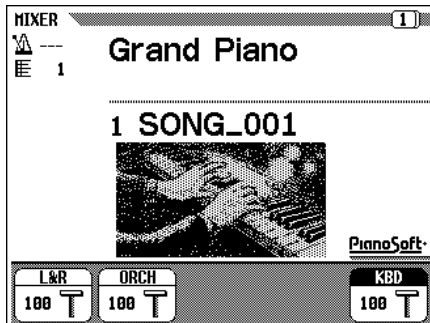 MIXER 1
---
1
Grand Piano
1 SONG_001
PianoSoft·
L&R ORCH KBD
100 100 100